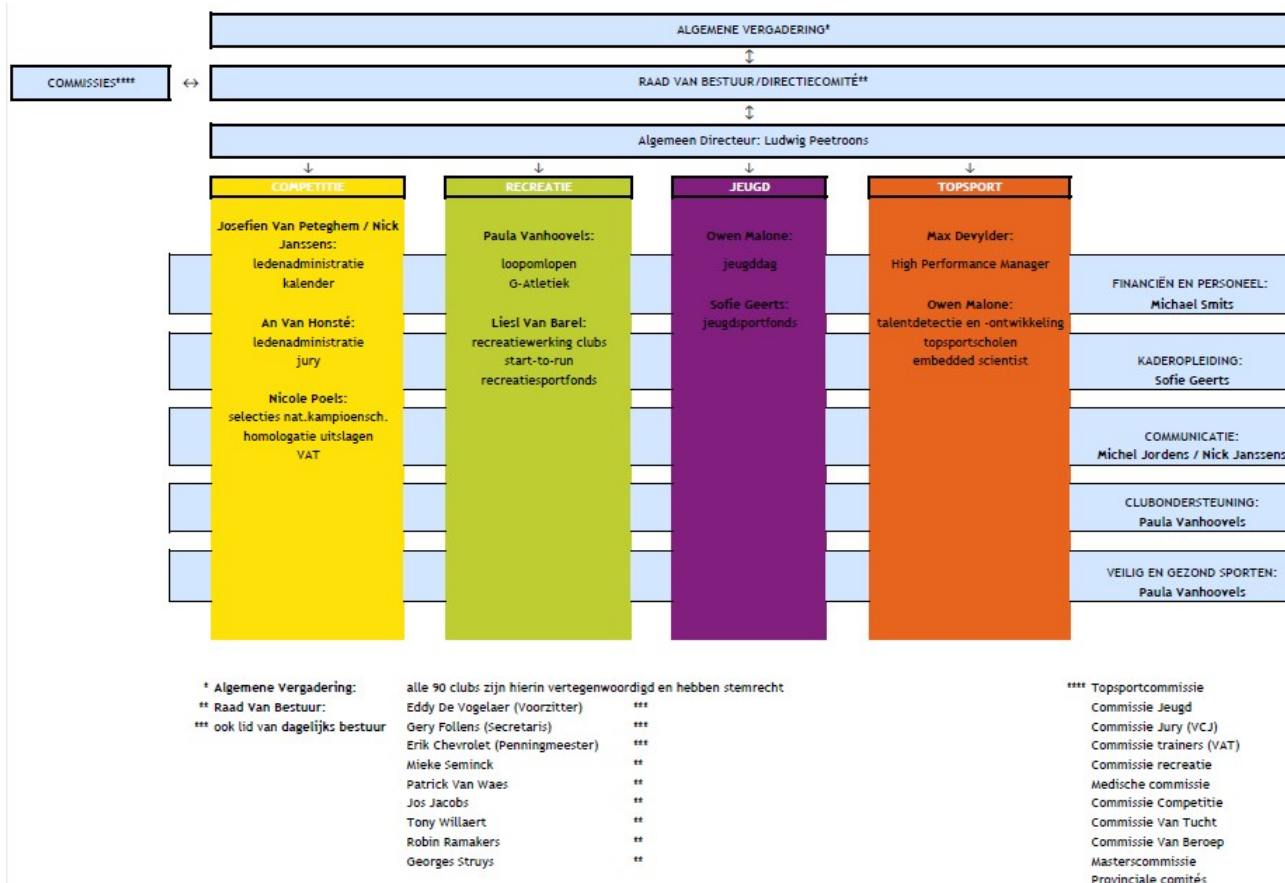 ALGEMENE VERGADERING*
COMMISSIES****
RAAD VAN BESTUUR/DIRECTIECOMITÉ**
Algemeen Directeur: Ludwig Peetroons
COMPETITIE
Josefien Van Peteghem / Nick
Janssens:
ledenadministratie
kalender
An Van Honsté:
ledenadministratie
jury
Nicole Poels:
selecties nat.kampioensch.
homologatie uitslagen
VAT
RECREATIE
Paula Vanhoovels:
loopomlopen
G-Atletiek
Liesl Van Barel:
recreatiewerking clubs
start-to-run
recreatiesportfonds
JEUGD
Owen Malone:
jeugddag
Sofie Geerts:
jeugdsportfonds
TOPSPORT
Max Devylder:
High Performance Manager
Owen Malone:
talentdetectie en -ontwikkeling
topsportscholen
embedded scientist
FINANCIËN EN PERSONEEL:
Michael Smits
KADEROPLEIDING:
Sofie Geerts
COMMUNICATIE:
Michel Jordens / Nick Janssens
CLUBONDERSTEUNING:
Paula Vanhoovels
VEILIG EN GEZOND SPORTEN:
Paula Vanhoovels
* Algemene Vergadering: alle 90 clubs zijn hierin vertegenwoordigd en hebben stemrecht
** Raad Van Bestuur: Eddy De Vogelaer (Voorzitter) ***
*** ook lid van dagelijks bestuur Gery Follens (Secretaris) ***
Erik Chevrolet (Penningmeester) ***
Mieke Seminck **
Patrick Van Waes **
Jos Jacobs **
Tony Willaert **
Robin Ramakers **
Georges Struys **
**** Topsportcommissie
Commissie Jeugd
Commissie Jury (VCJ)
Commissie trainers (VAT)
Commissie recreatie
Medische commissie
Commissie Competitie
Commissie Van Tucht
Commissie Van Beroep
Masterscommissie
Provinciale comités